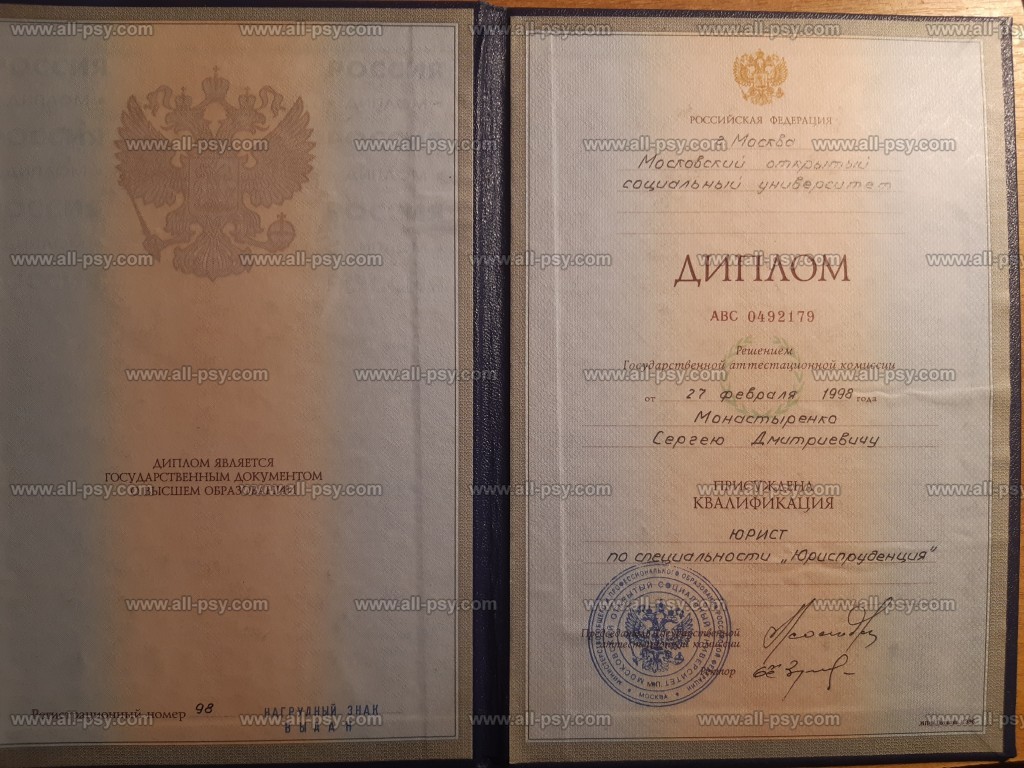 ДИПЛОМ ЯВЛЯЕТСЯ
ГОСУДАРСТВЕННЫМ ДОКУМЕНТОМ
О ВЫСШЕМ ОБРАЗОВАНИИ
Регистрационный номер 98
НАГРУДНЫЙ ЗНАК
ВЫДАН
РОССИЙСКАЯ ФЕДЕРАЦИЯ
г. Москва
Московский открытый
социальный университет
ДИПЛОМ
АВС 0492179
Решением
Государственной аттестационной комиссии
от 27 февраля 1998 года
Монастыренко
Сергею Дмитриевичу
ПРИСУЖДЕНА
КВАЛИФИКАЦИЯ
ЮРИСТ
по специальности „Юриспруденция"
Председатель Государственной
аттестационной комиссии
Ректор
МОСКВА
www.all-psy.com